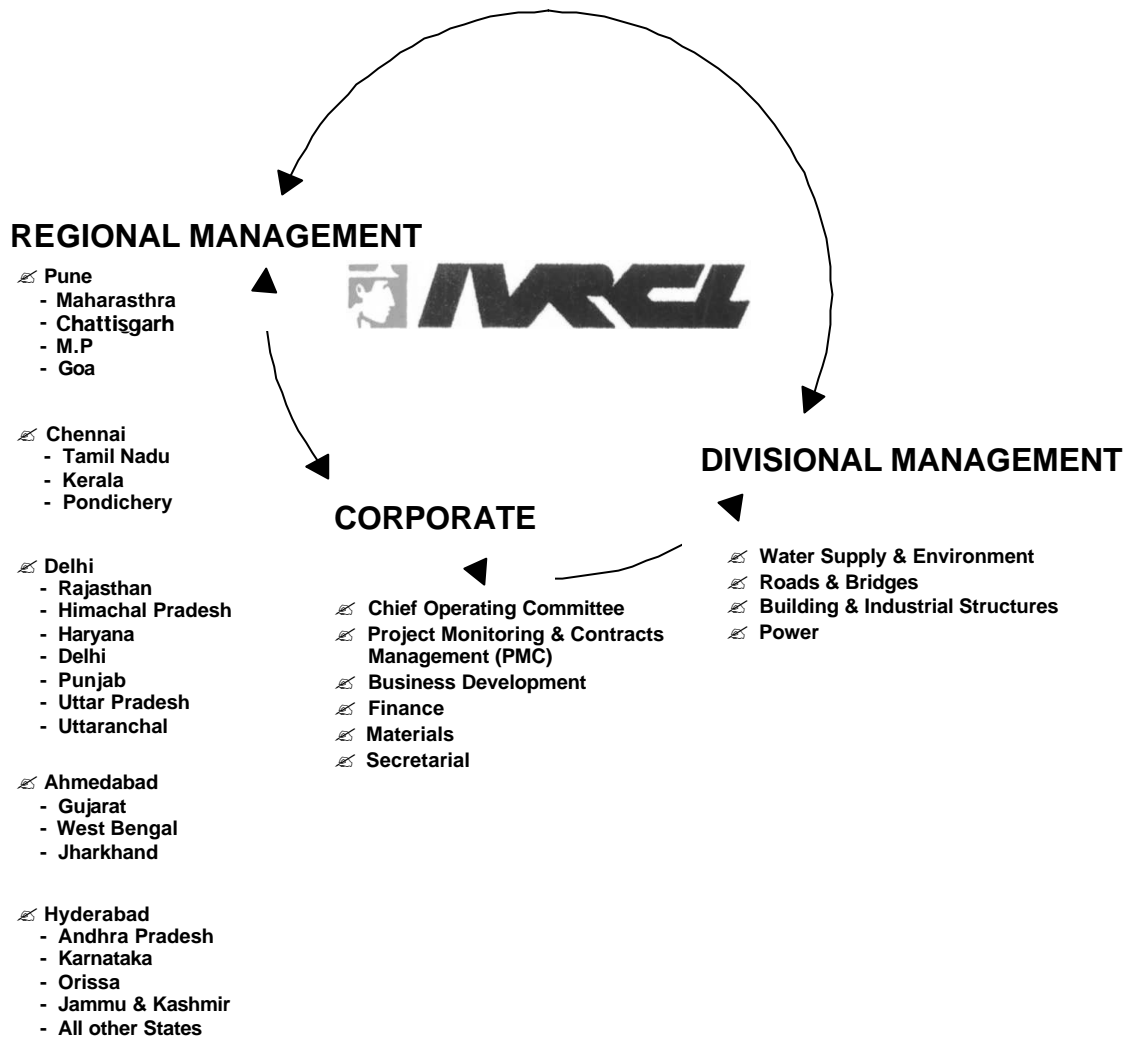 REGIONAL MANAGEMENT
Pune
- Maharasthra
- Chattisgarh
- M.P
- Goa
Chennai
- Tamil Nadu
- Kerala
- Pondichery
Delhi
- Rajasthan
- Himachal Pradesh
- Haryana
- Delhi
- Punjab
- Uttar Pradesh
- Uttaranchal
Ahmedabad
- Gujarat
- West Bengal
- Jharkhand
Hyderabad
- Andhra Pradesh
- Karnataka
- Orissa
- Jammu & Kashmir
- All other States
IVRCL
CORPORATE
Chief Operating Committee
Project Monitoring & Contracts
Management (PMC)
Business Development
Finance
Materials
Secretarial
DIVISIONAL MANAGEMENT
Water Supply & Environment
Roads & Bridges
Building & Industrial Structures
Power